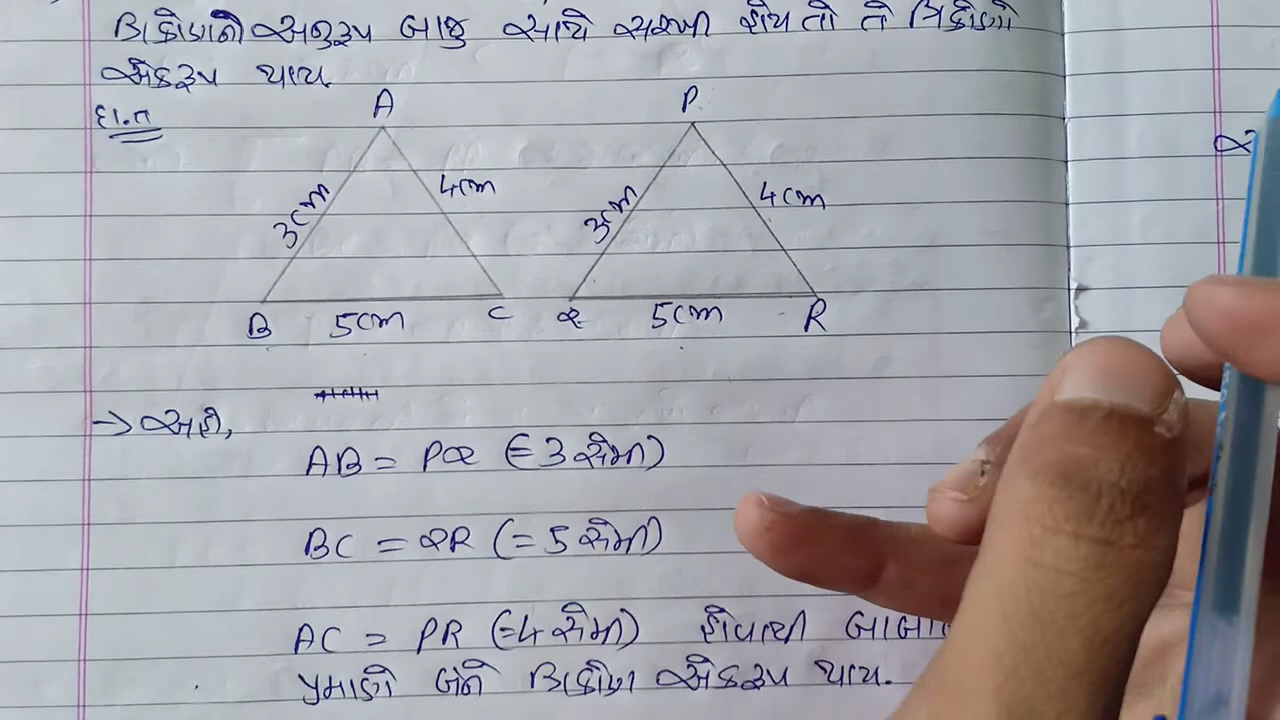 ત્રિકોણની અનુરૂપ બાજુ સાથે સરખા હોય તો તે ત્રિકોણો
એકરૂપ થાય
દા.ત
A
P
3cm
4cm
3cm
4cm
B
5cm
C
Q
5cm
R
→ અહી,
AB = PQ (= 3 સેમી)
BC = QR (= 5 સેમી)
AC = PR (= 4 સેમી) હોવાથી બાબા
પ્રમાણે બંને ત્રિકોણ એકરૂપ થાય.